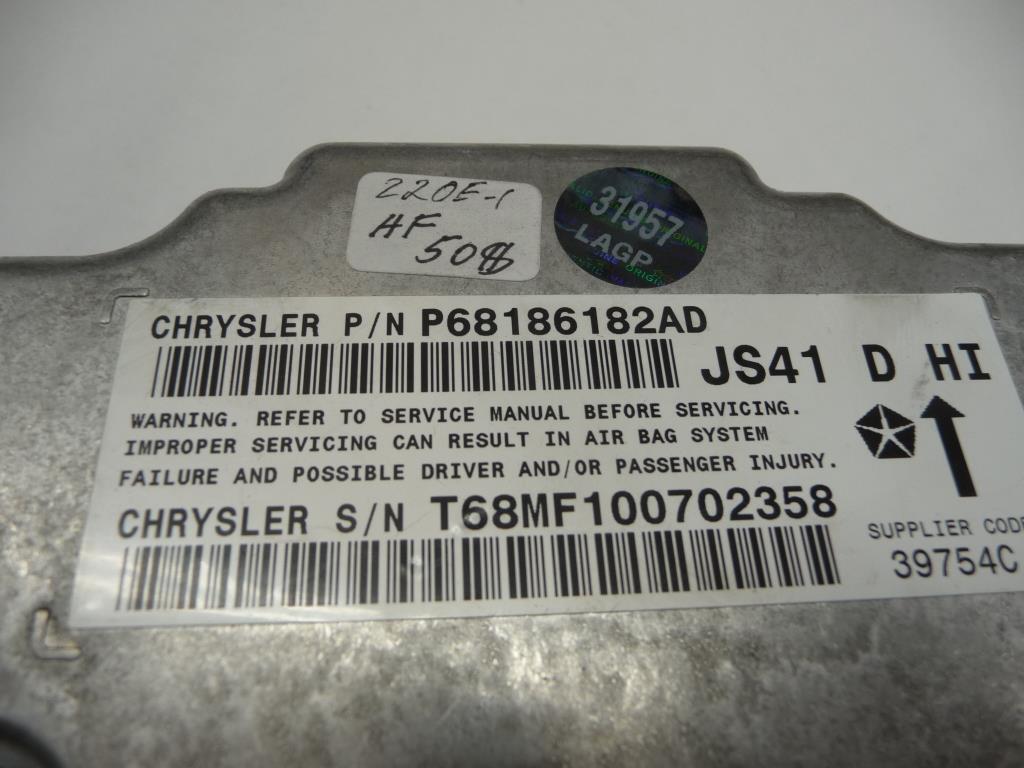 220E-1
HF
508
31957
LAGP
CHRYSLER P/N P68186182AD
JS41 D HI
WARNING. REFER TO SERVICE MANUAL BEFORE SERVICING.
IMPROPER SERVICING CAN RESULT IN AIR BAG SYSTEM
FAILURE AND POSSIBLE DRIVER AND/OR PASSENGER INJURY.
CHRYSLER S/N T68MF100702358
SUPPLIER CODE
39754C